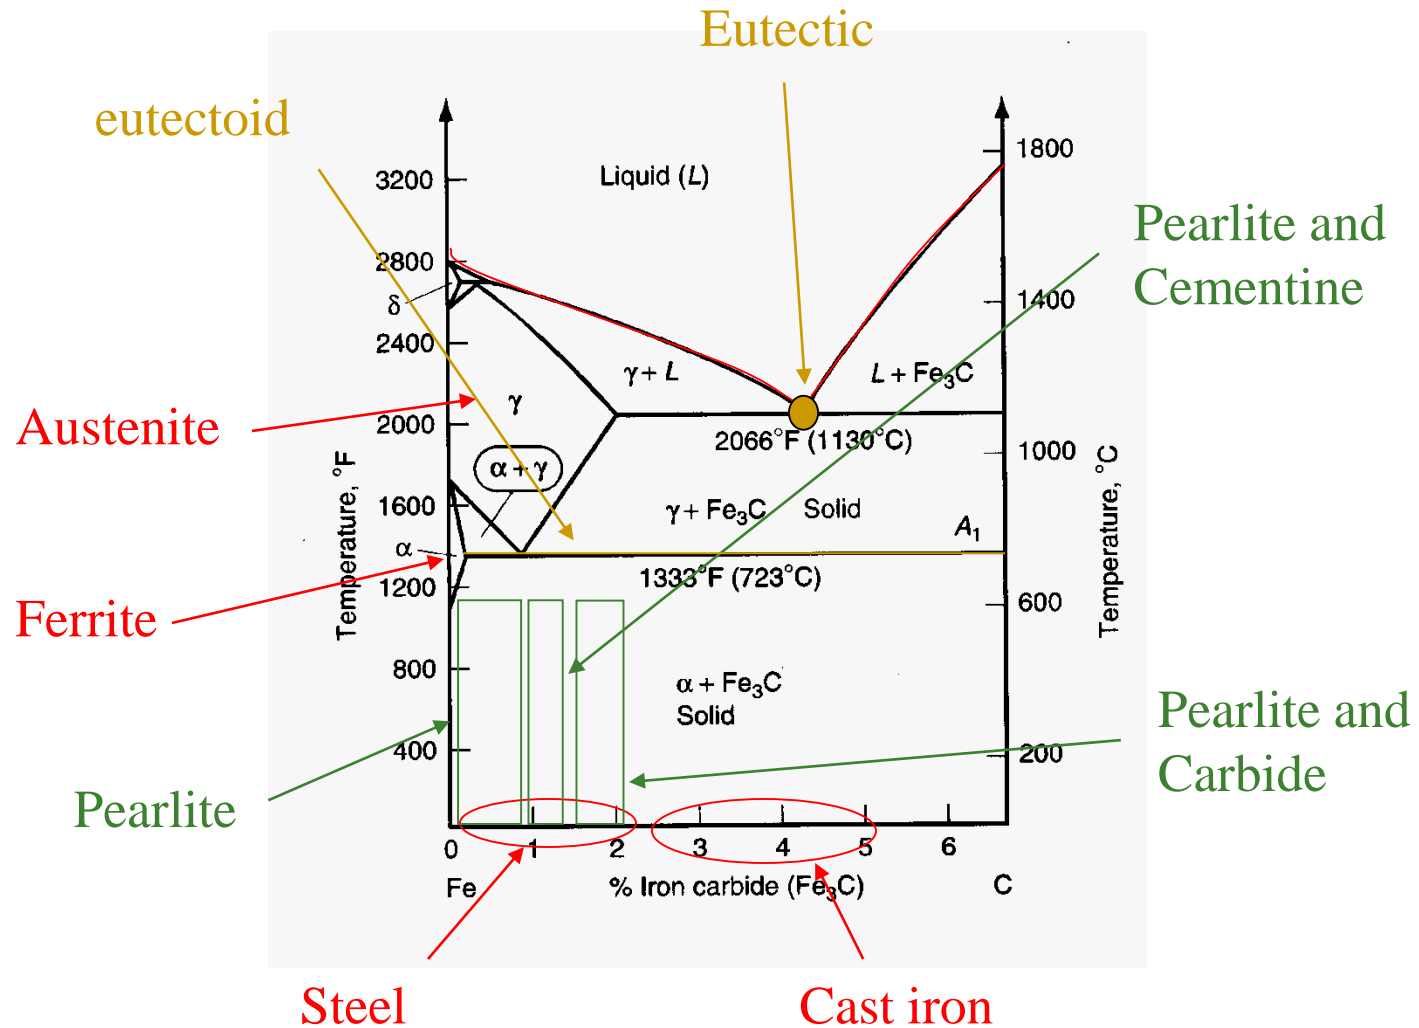 Eutectic
eutectoid
1800
3200
Liquid (L)
Pearlite and
Cementine
2800
δ
1400
2400
γ + L
L + Fe₃C
Austenite
γ
2000
2066°F (1130°C)
1000
α + γ
Temperature, °F
Temperature, °C
1600
γ + Fe₃C Solid
A₁
α
1333°F (723°C)
1200
600
Ferrite
800
α + Fe₃C
Solid
Pearlite and
Carbide
400
200
Pearlite
0 1 2 3 4 5 6
Fe % Iron carbide (Fe₃C) C
Steel
Cast iron